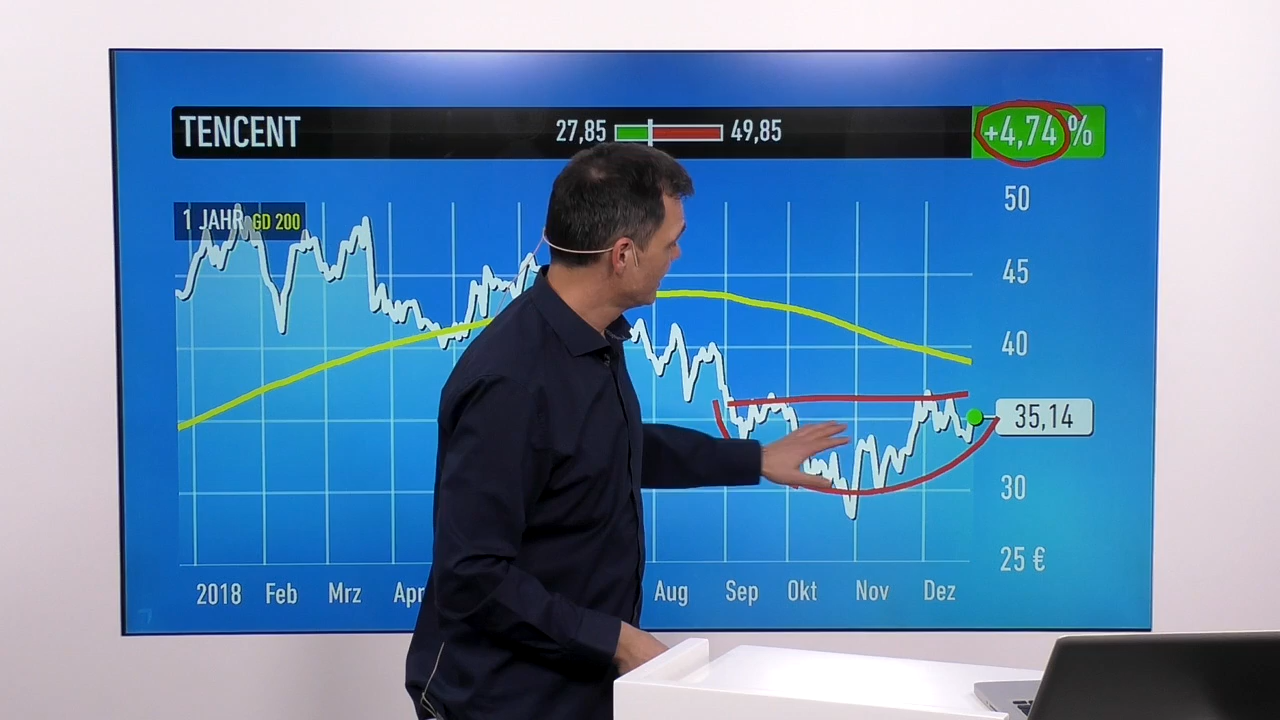 TENCENT 27,85 49,85 +4,74 %
1 JAHR GD 200
50
45
40
35,14
30
25 €
2018 Feb Mrz Apr Aug Sep Okt Nov Dez